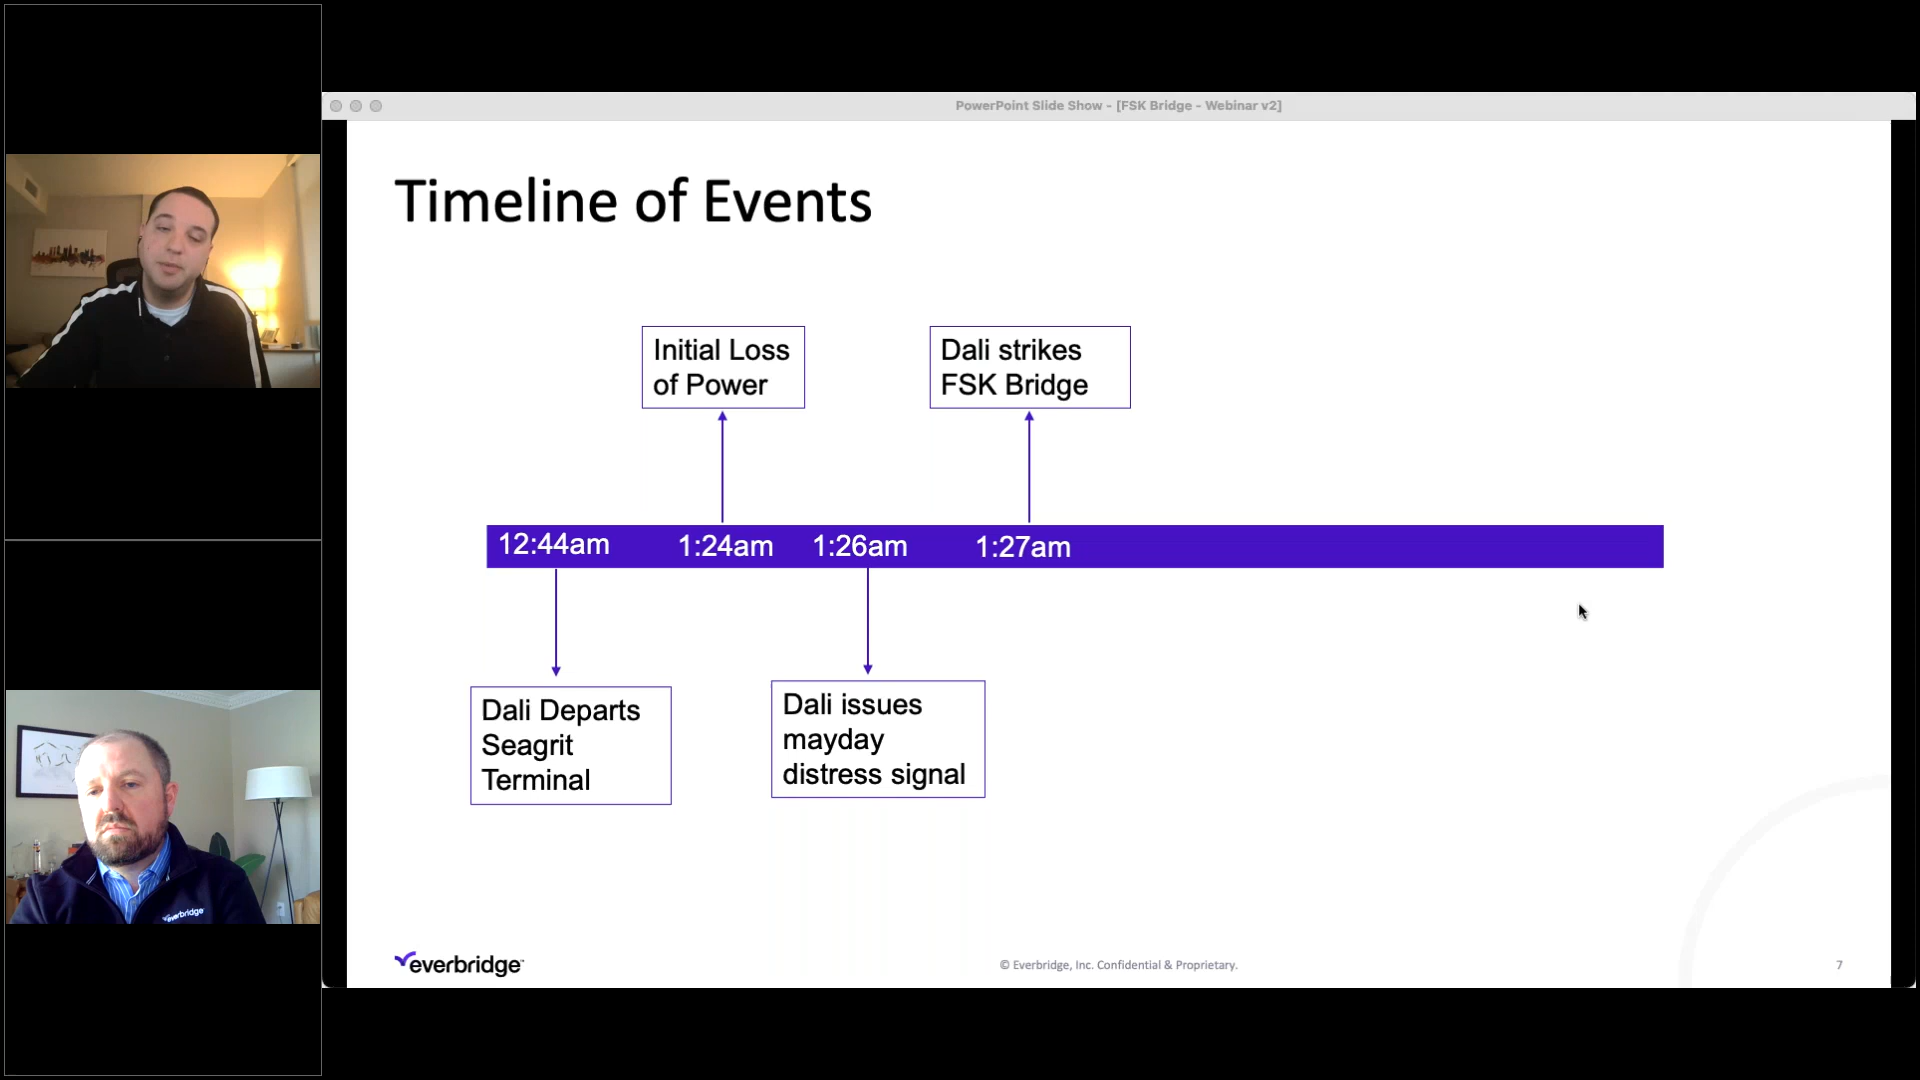 PowerPoint Slide Show - [FSK Bridge - Webinar v2]
Timeline of Events
Initial Loss
of Power
Dali strikes
FSK Bridge
12:44am
1:24am
1:26am
1:27am
Dali Departs
Seagrit
Terminal
Dali issues
mayday
distress signal
everbridge
everbridge™
© Everbridge, Inc. Confidential & Proprietary.
7